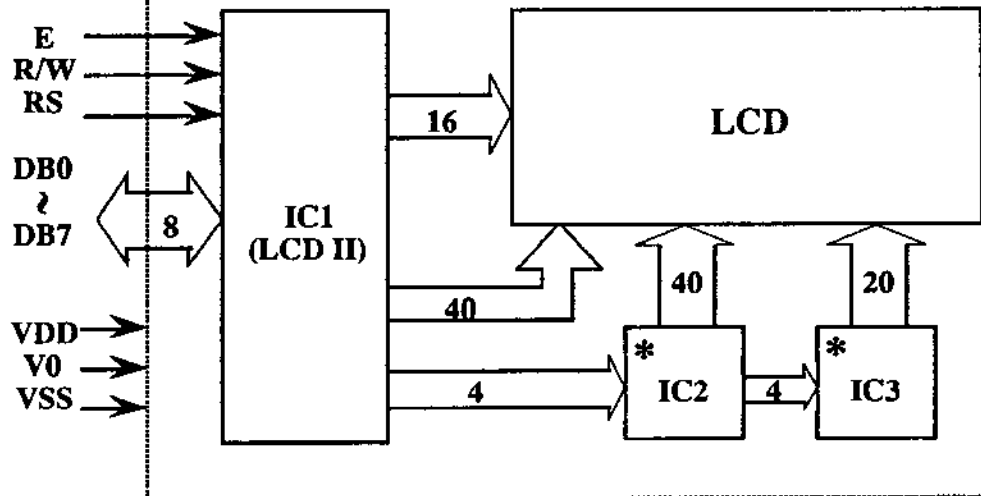 E
R/W
RS
DB0
~
DB7
8
VDD
V0
VSS
IC1
(LCD II)
16
LCD
40
40
20
4
*
IC2
4
*
IC3